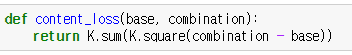 def content_loss(base, combination):
    return K.sum(K.square(combination - base))